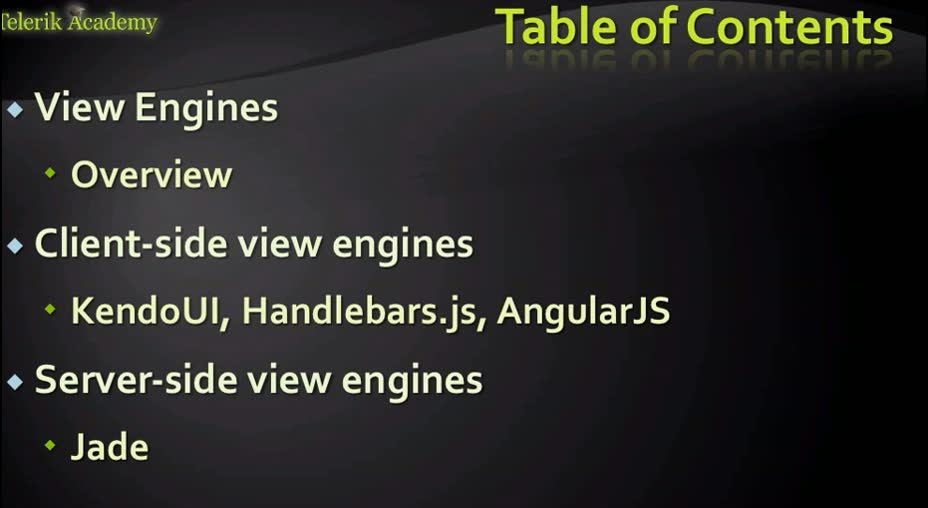 Telerik Academy
Table of Contents
View Engines
Overview
Client-side view engines
KendoUI, Handlebars.js, AngularJS
Server-side view engines
Jade